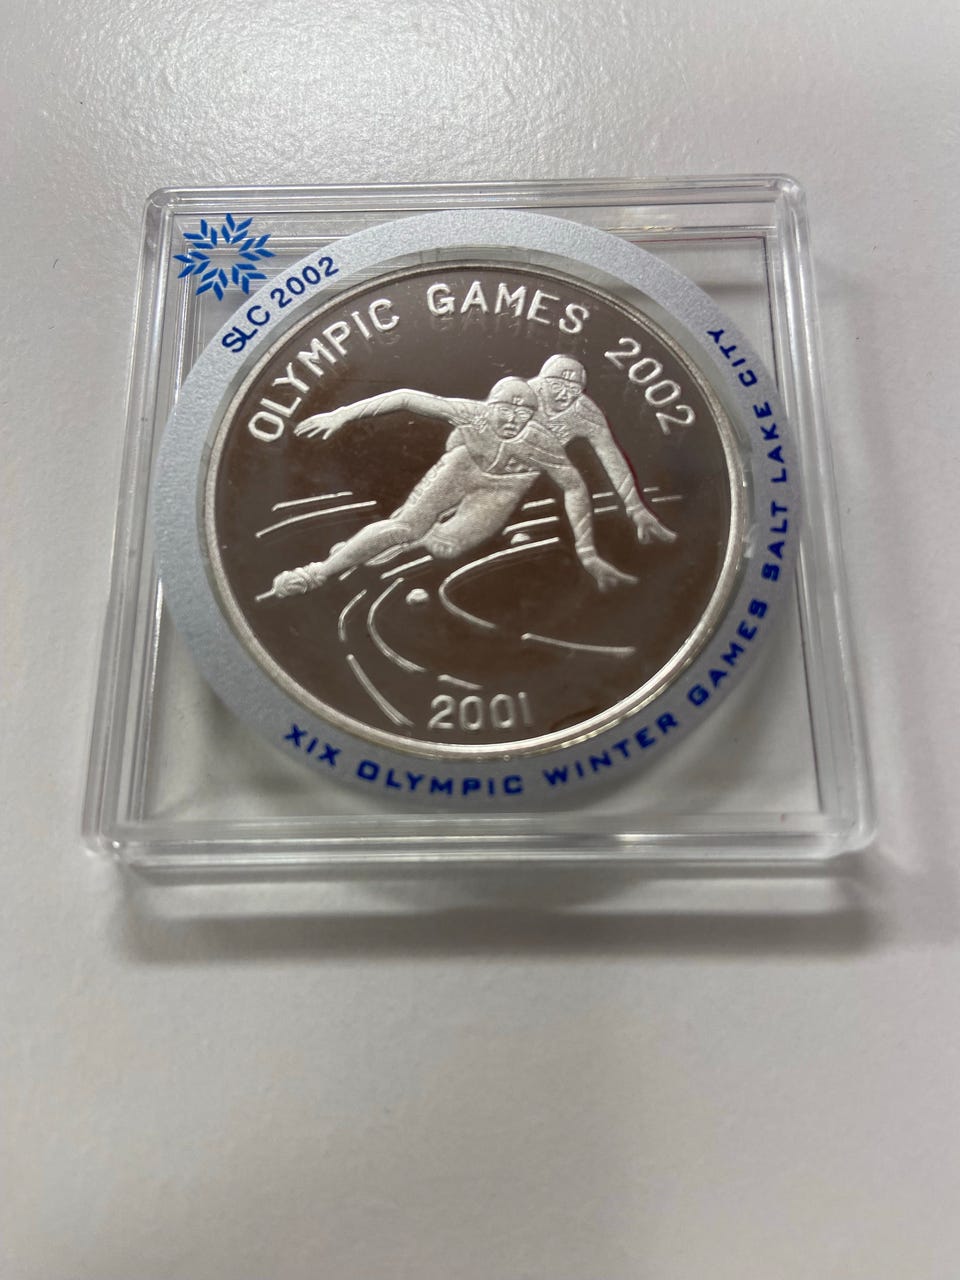 SLC 2002
OLYMPIC GAMES 2002
2001
XIX OLYMPIC WINTER GAMES SALT LAKE CITY